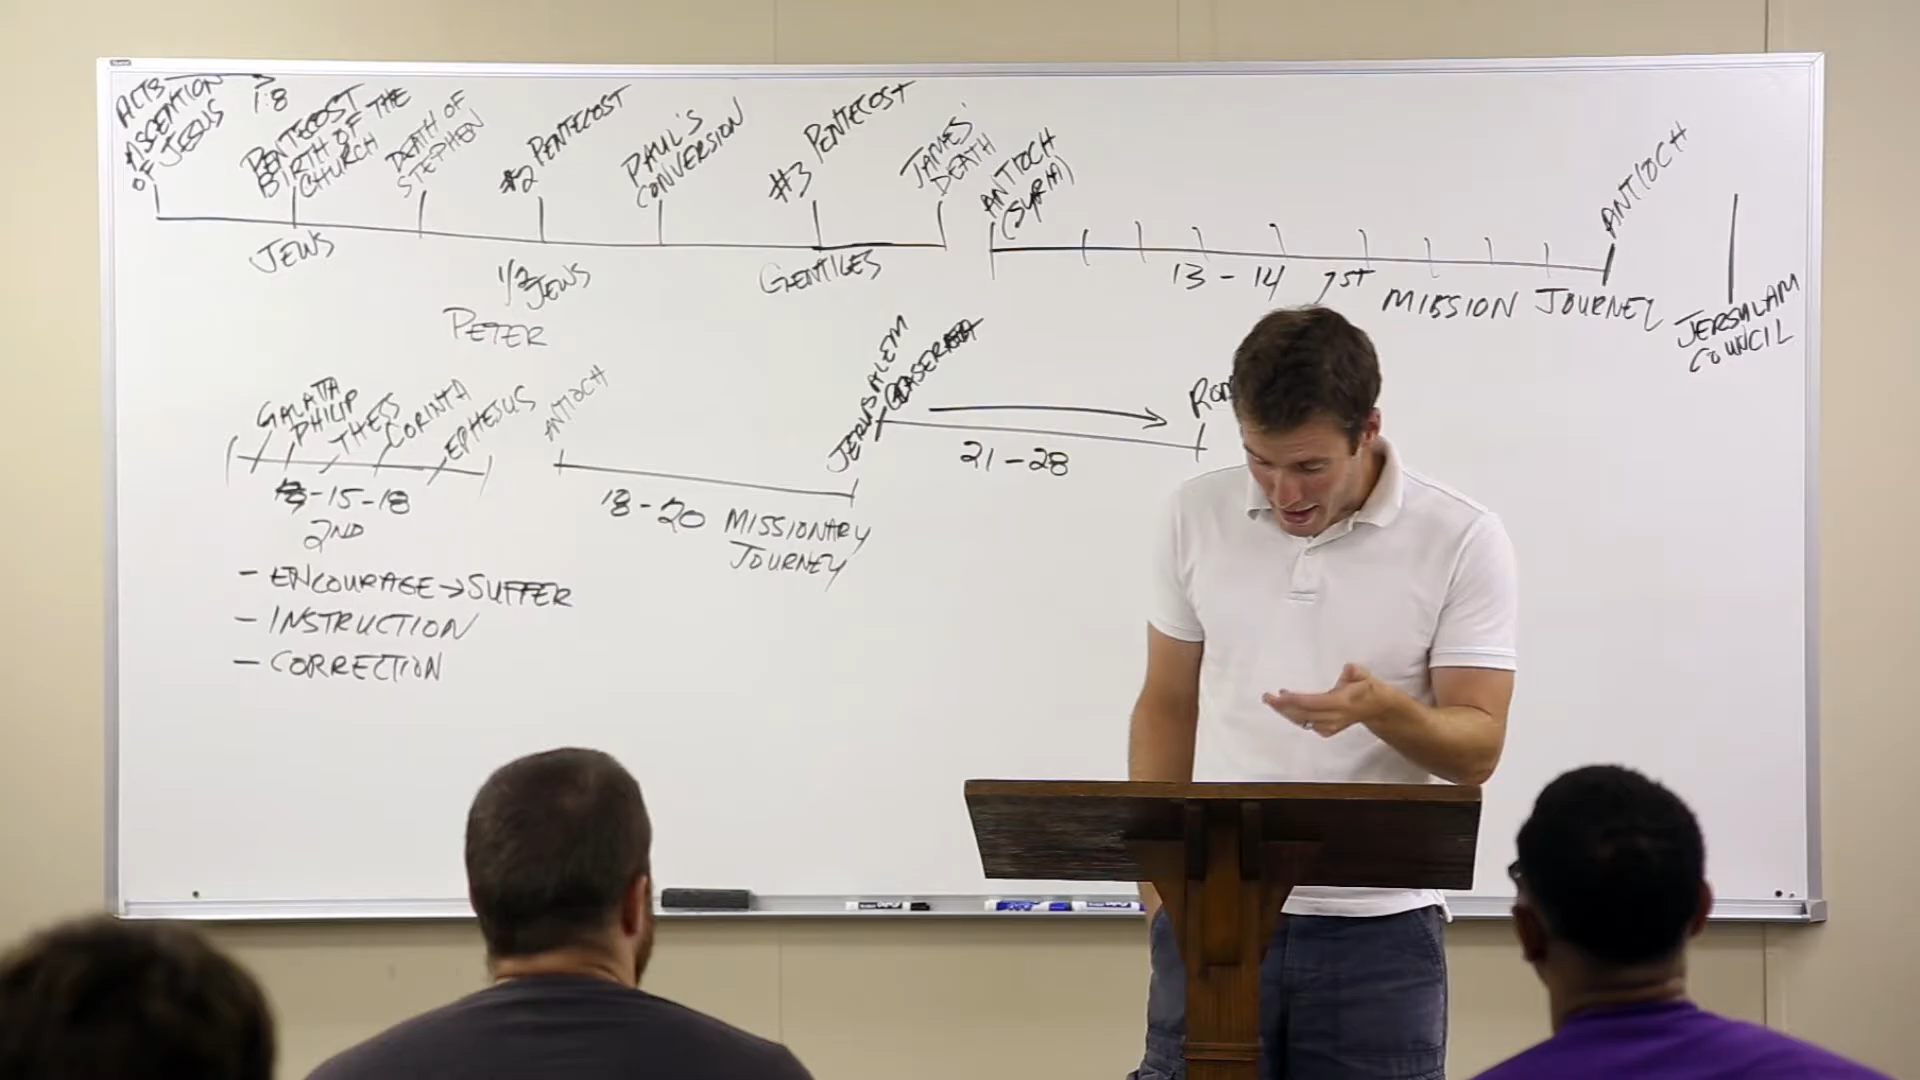 ACTS
1:8
ASCENTION
OF JESUS
PENTECOST
BIRTH OF THE
CHURCH
DEATH OF
STEPHEN
#2 PENTECOST
PAUL'S
CONVERSION
#3 PENTECOST
JAMES'
DEATH
JEWS
1/2 JEWS
GENTILES
PETER
ANTIOCH
(SYRIA)
13 - 14 1ST MISSION JOURNEY
ANTIOCH
JERSULAM
COUNCIL
GALATIA
PHILIP
THESS
CORINTH
EPHESUS
-15-18
2ND
- ENCOURAGE → SUFFER
- INSTRUCTION
- CORRECTION
ANTIOCH
18 - 20 MISSIONARY
JOURNEY
JERUSALEM
21 - 28